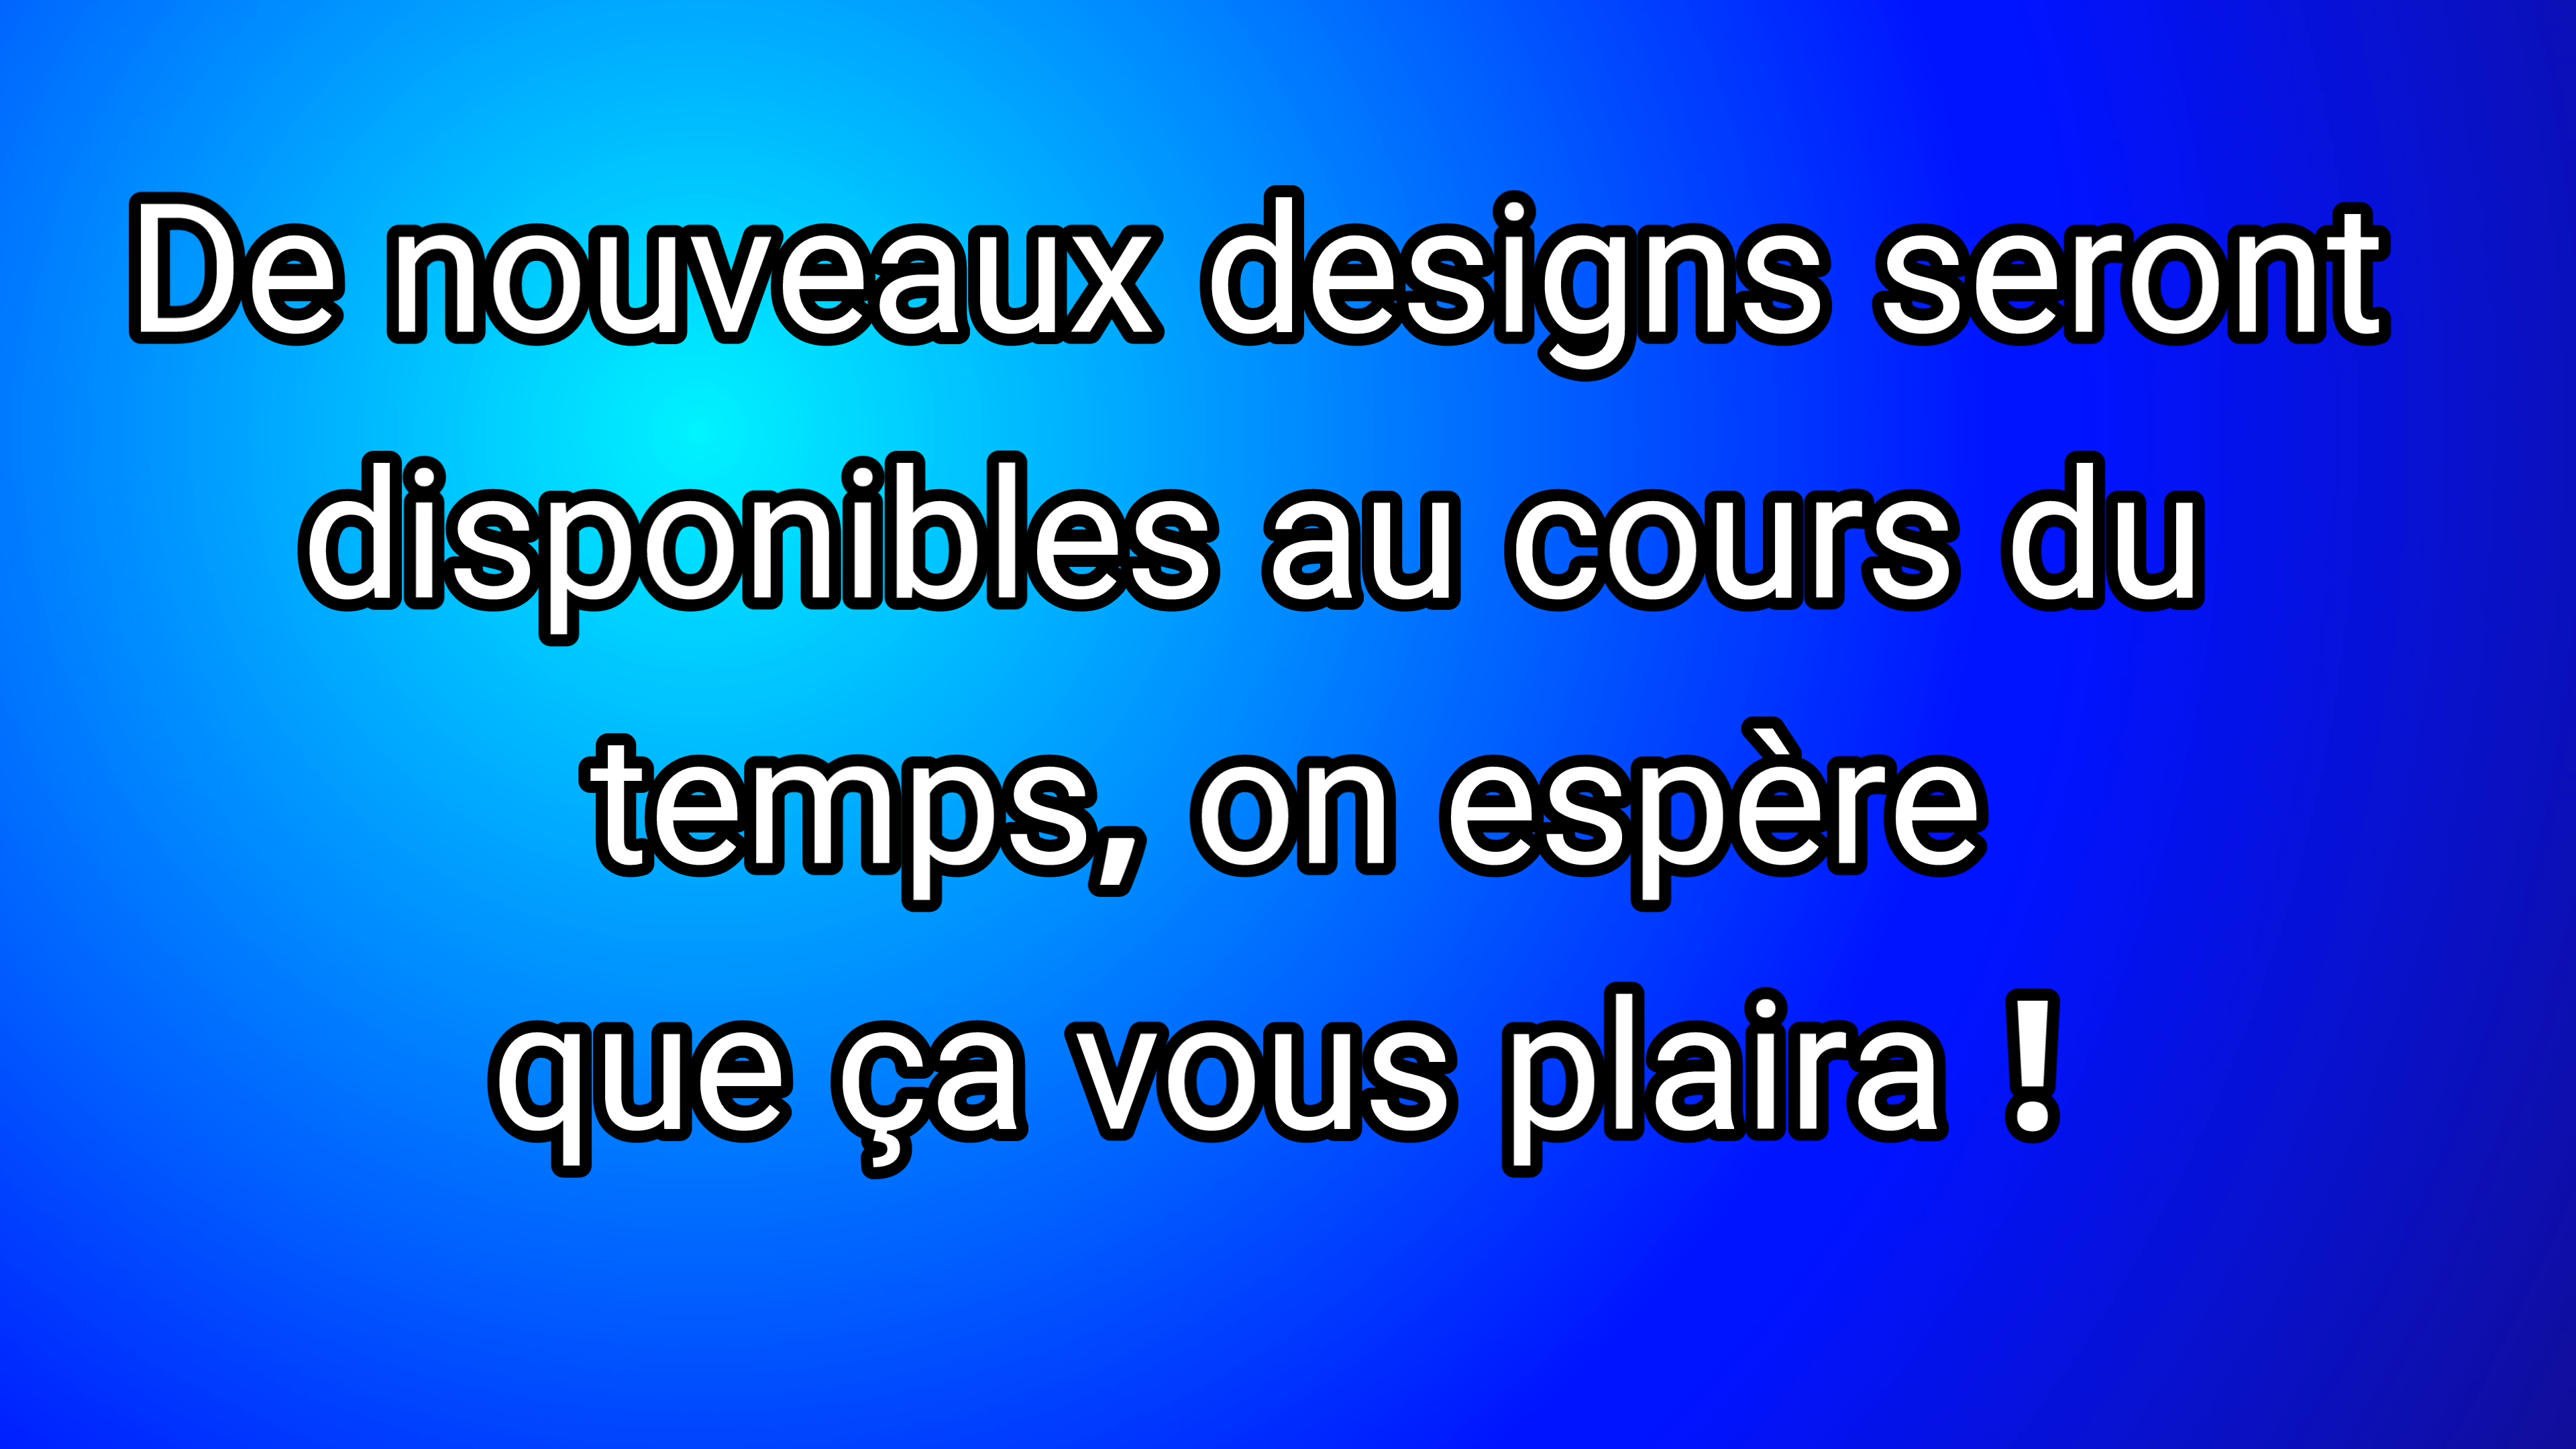 De nouveaux designs seront
disponibles au cours du
temps, on espère
que ça vous plaira !